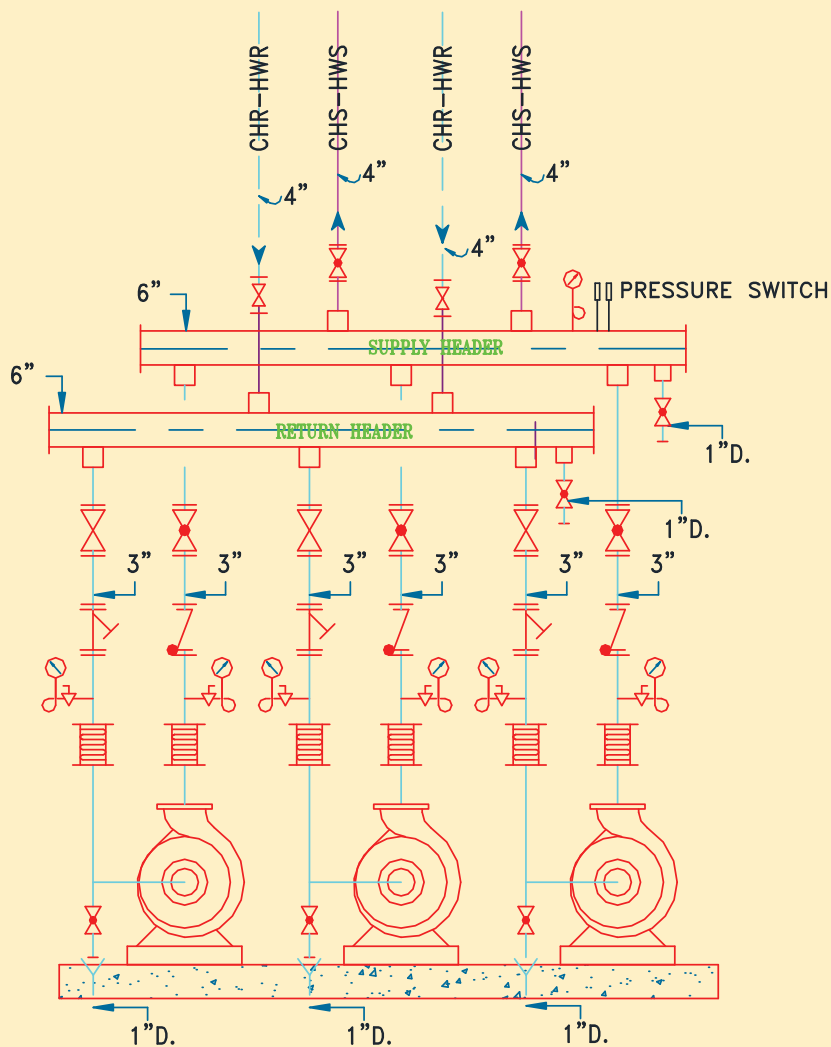 CHR-HWR
CHS-HWS
CHR-HWR
CHS-HWS
4”
4”
4”
4”
6”
PRESSURE SWITCH
SUPPLY HEADER
6”
RETURN HEADER
1”D.
1”D.
3”
3”
3”
3”
3”
3”
1”D.
1”D.
1”D.